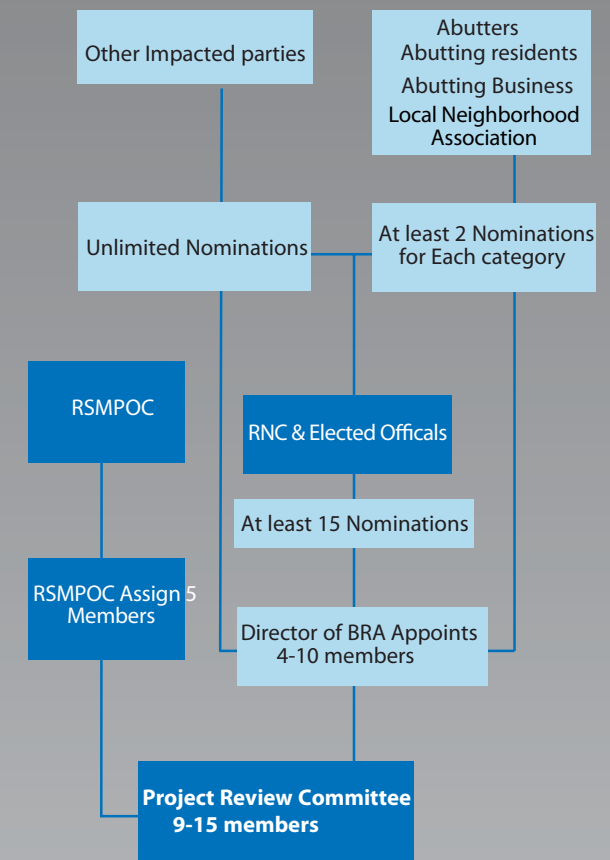 Other Impacted parties
Abutters
Abutting residents
Abutting Business
Local Neighborhood
Association
Unlimited Nominations
At least 2 Nominations
for Each category
RSMPOC
RNC & Elected Officals
At least 15 Nominations
RSMPOC Assign 5
Members
Director of BRA Appoints
4-10 members
Project Review Committee
9-15 members